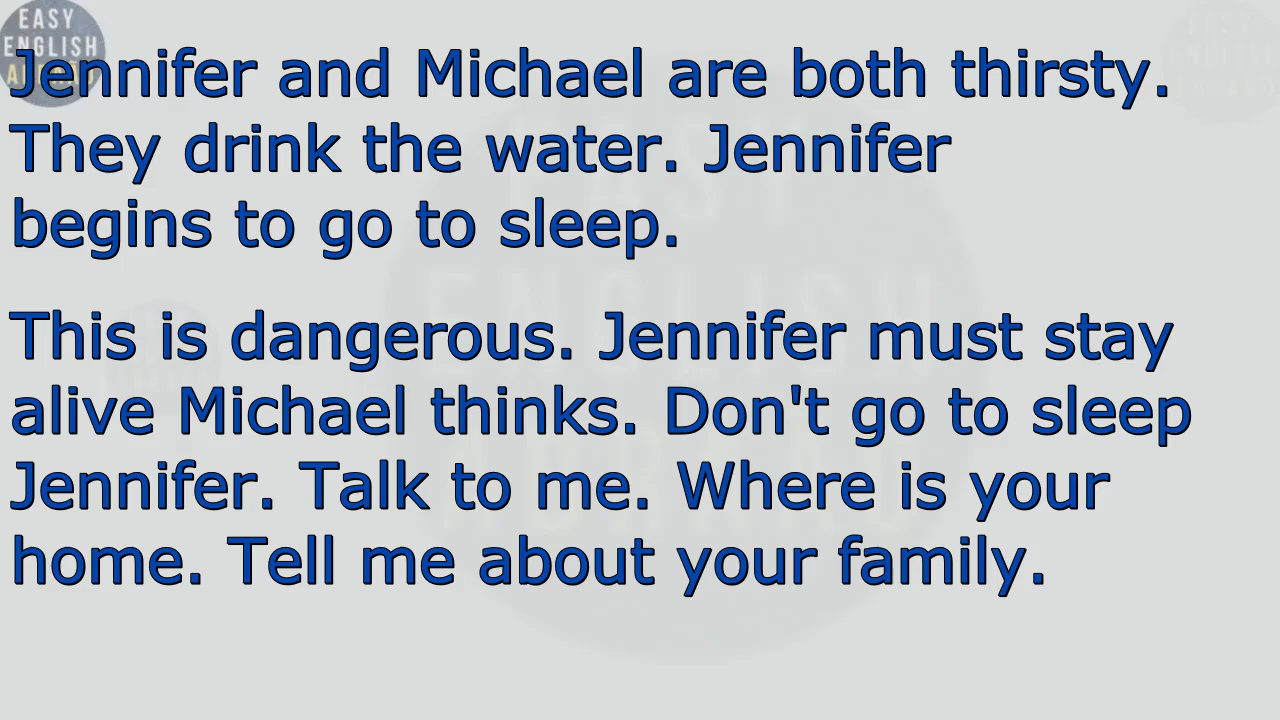 EASY
ENGLISH
Jennifer and Michael are both thirsty.
They drink the water. Jennifer
begins to go to sleep.
This is dangerous. Jennifer must stay
alive Michael thinks. Don't go to sleep
Jennifer. Talk to me. Where is your
home. Tell me about your family.
EASY
ENGLISH